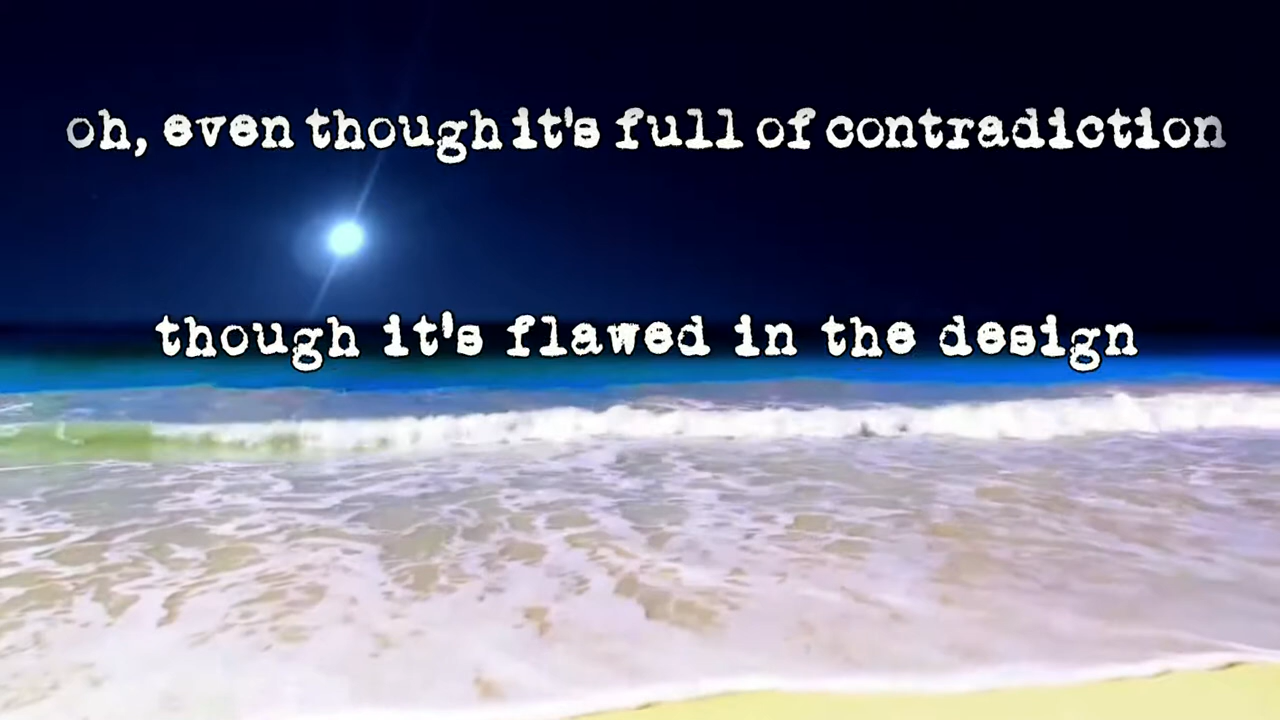 oh, even though it's full of contradiction
though it's flawed in the design